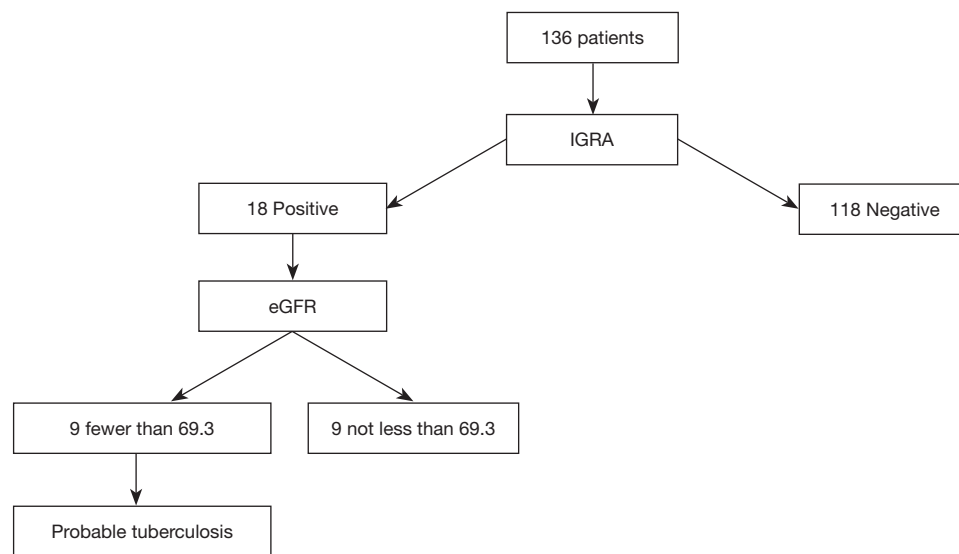 136 patients
IGRA
18 Positive
118 Negative
eGFR
9 fewer than 69.3
9 not less than 69.3
Probable tuberculosis